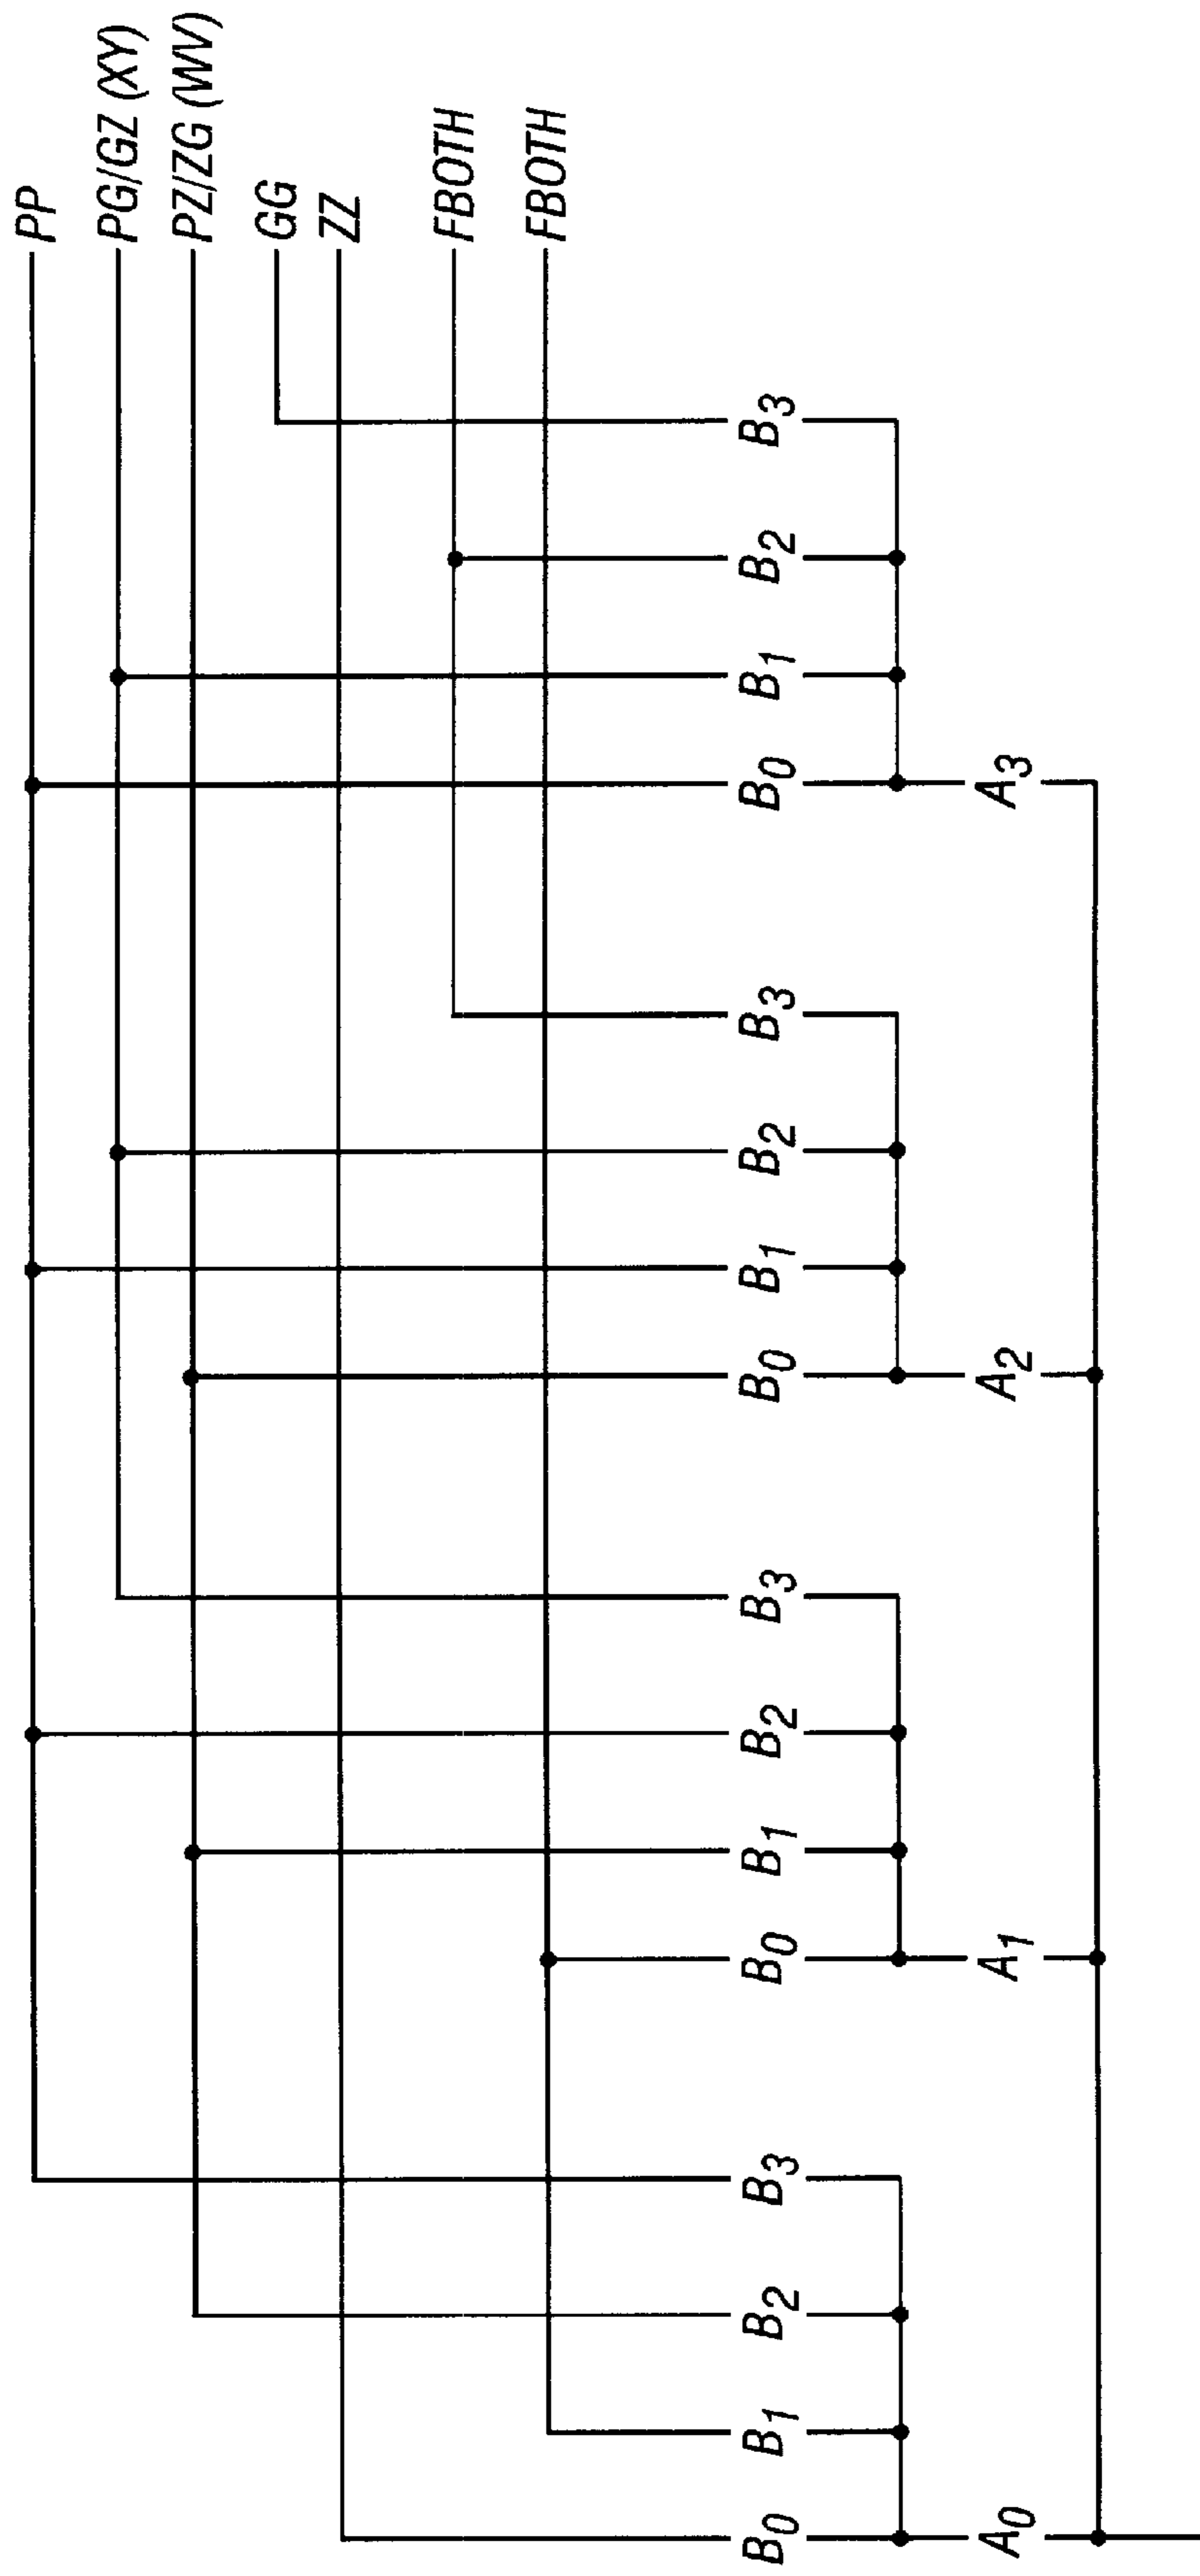 PP
PG/GZ (XY)
PZ/ZG (WV)
GG
ZZ
FBOTH
FBOTH
B0 B1 B2 B3 B0 B1 B2 B3 B0 B1 B2 B3 B0 B1 B2 B3
A0 A1 A2 A3